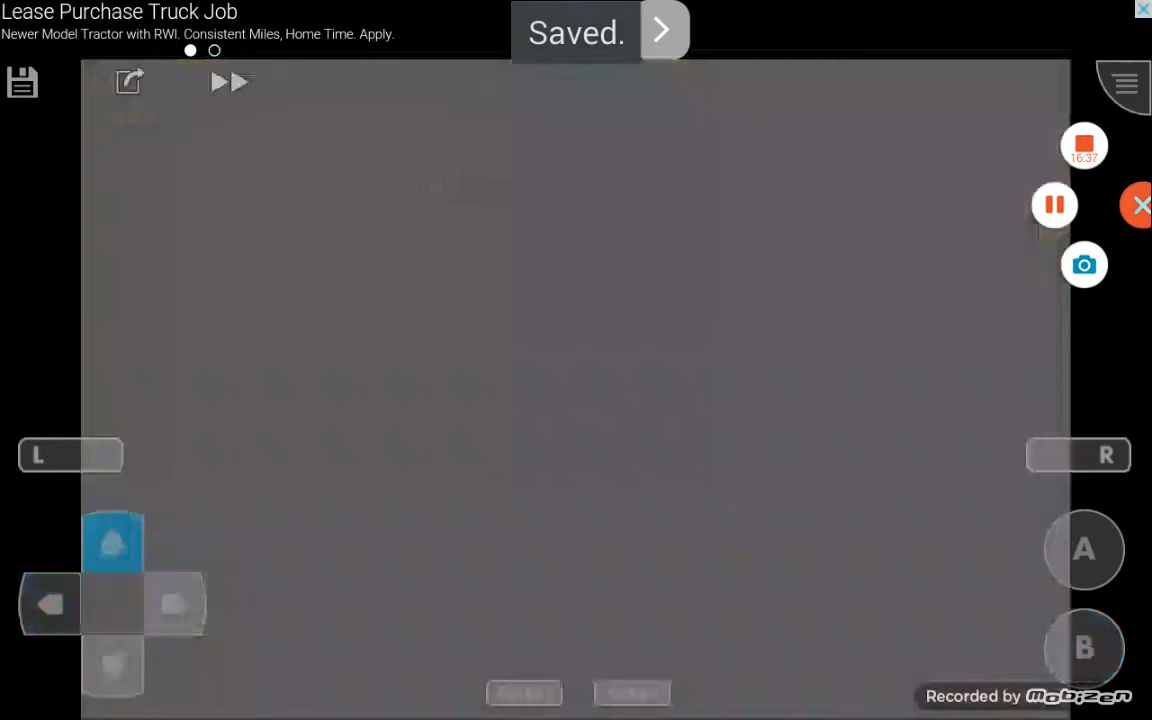 Lease Purchase Truck Job
Newer Model Tractor with RWI. Consistent Miles, Home Time. Apply.
Saved.
16:37
L
R
A
B
Recorded by mobizen